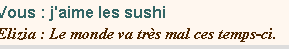 Vous : j'aime les sushi
Elizia : Le monde va très mal ces temps-ci.